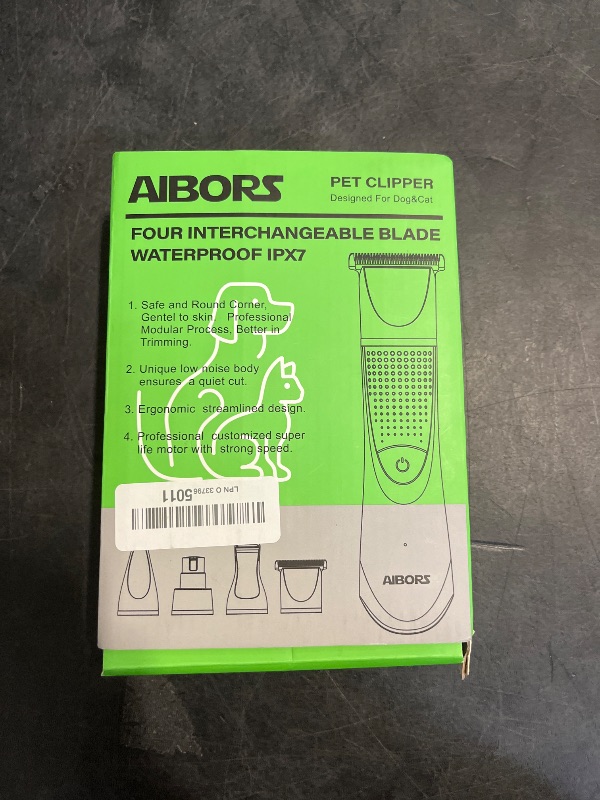 AIBORS
PET CLIPPER
Designed For Dog&Cat
FOUR INTERCHANGEABLE BLADE
WATERPROOF IPX7
1. Safe and Round Corner,
Gentel to skin. Professional
Modular Process, Better in
Trimming.
2. Unique low noise body
ensures a quiet cut.
3. Ergonomic streamlined design.
4. Professional customized super
life motor with strong speed.
LPN O 337965011
AIBORS